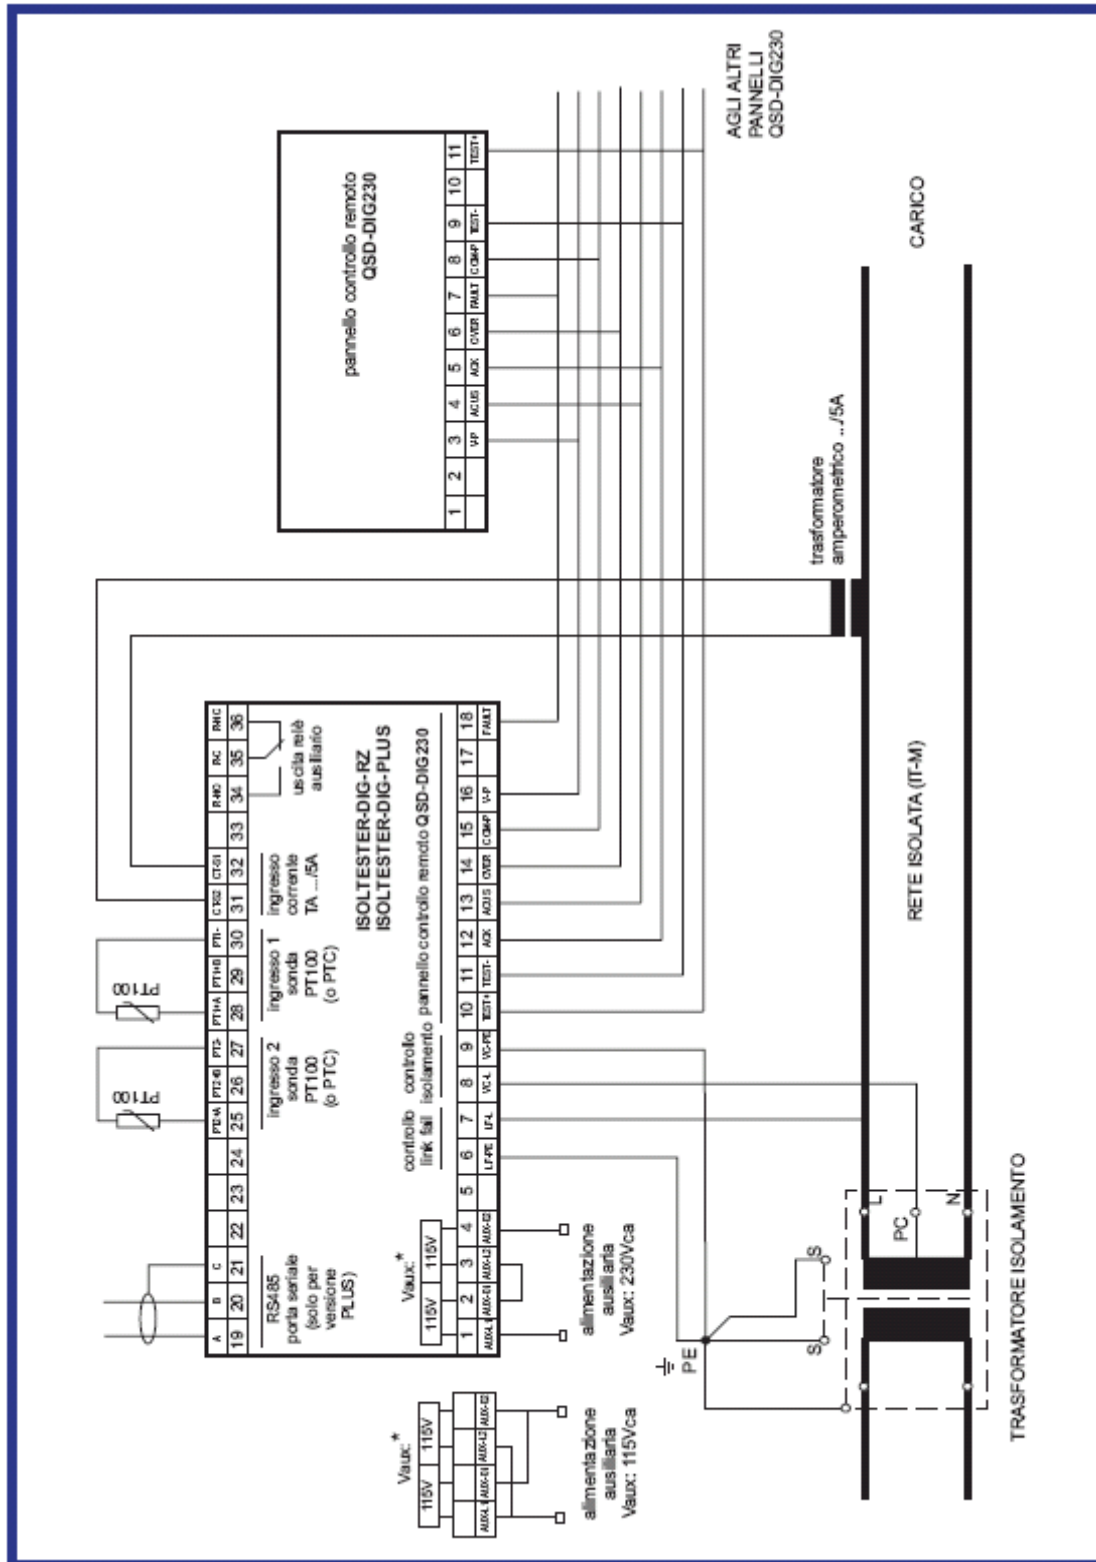 AGLI ALTRI
PANNELLI
QSD-DIG230
pannello controllo remoto
QSD-DIG230
1 2 3 4 5 6 7 8 9 10 11
V-P ACUS ACK OVER FAULT COM-P TEST- TEST+
CARICO
trasformatore
amperometrico .../5A
RETE ISOLATA (IT-M)
PT100
PT100
A B C PT2+A PT2+B PT2- PT1+A PT1+B PT1- CT-S2 CT-S1 R-NO RC R-NC
19 20 21 22 23 24 25 26 27 28 29 30 31 32 33 34 35 36
RS485
porta seriale
(solo per
versione
PLUS)
ingresso 2
sonda
PT100
(o PTC)
ingresso 1
sonda
PT100
(o PTC)
ingresso
corrente
TA .../5A
uscita relè
ausiliario
ISOLTESTER-DIG-RZ
ISOLTESTER-DIG-PLUS
Vaux:*
115V 115V
controllo
link fail
controllo
isolamento
pannello controllo remoto QSD-DIG230
1 2 3 4 5 6 7 8 9 10 11 12 13 14 15 16 17 18
AUX-L1 AUX-E1 AUX-L2 AUX-E2 LF-PE LF-L VC-L VC-PE TEST+ TEST- ACK ACUS OVER COM-P V-P FAULT
alimentazione
ausiliaria
Vaux: 230Vca
Vaux:*
115V 115V
AUX-L1 AUX-E1 AUX-L2 AUX-E2
alimentazione
ausiliaria
Vaux: 115Vca
PE
S
S
L
PC
N
TRASFORMATORE ISOLAMENTO